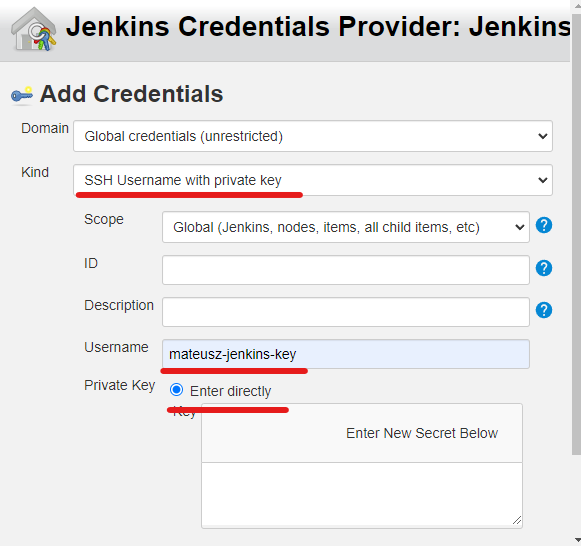 Jenkins Credentials Provider: Jenkins
Add Credentials
Domain
Global credentials (unrestricted)
Kind
SSH Username with private key
Scope
Global (Jenkins, nodes, items, all child items, etc)
?
ID
?
Description
?
Username
mateusz-jenkins-key
Private Key
Enter directly
Key
Enter New Secret Below